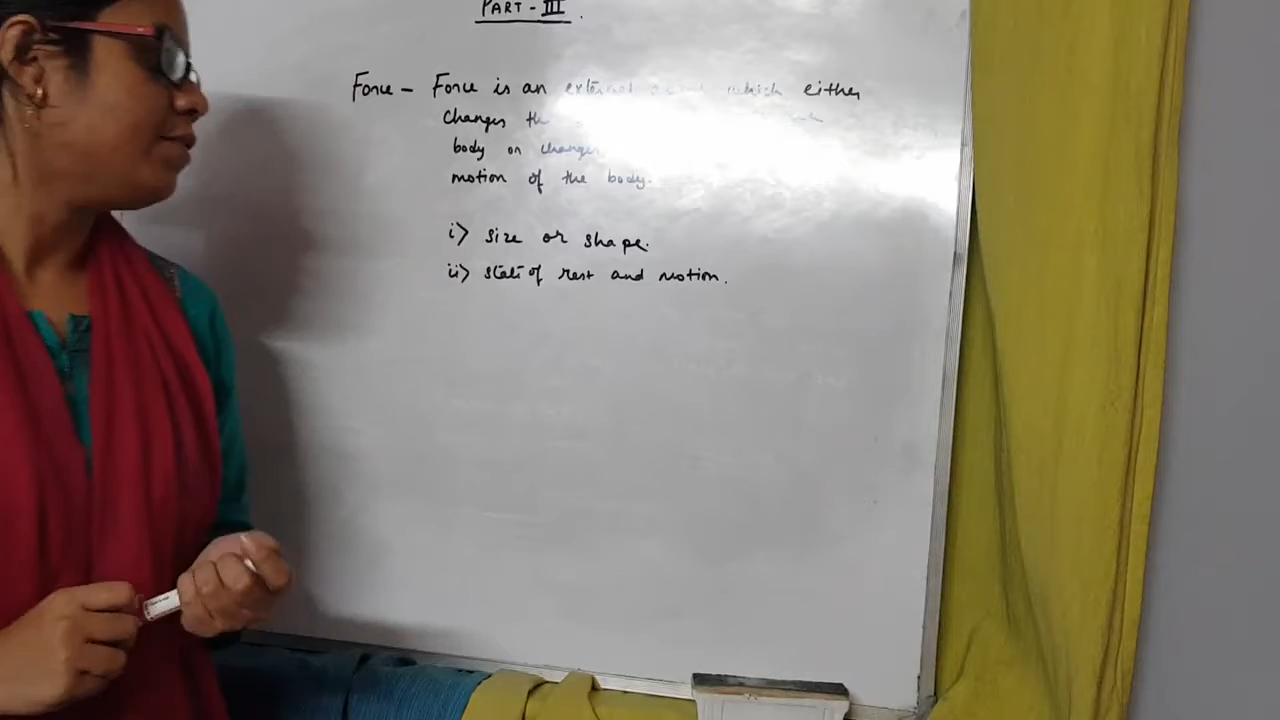 PART - III.
Force - Force is an external which either
changes the
body or changes
motion of the body.
i) size or shape.
ii) state of rest and motion.